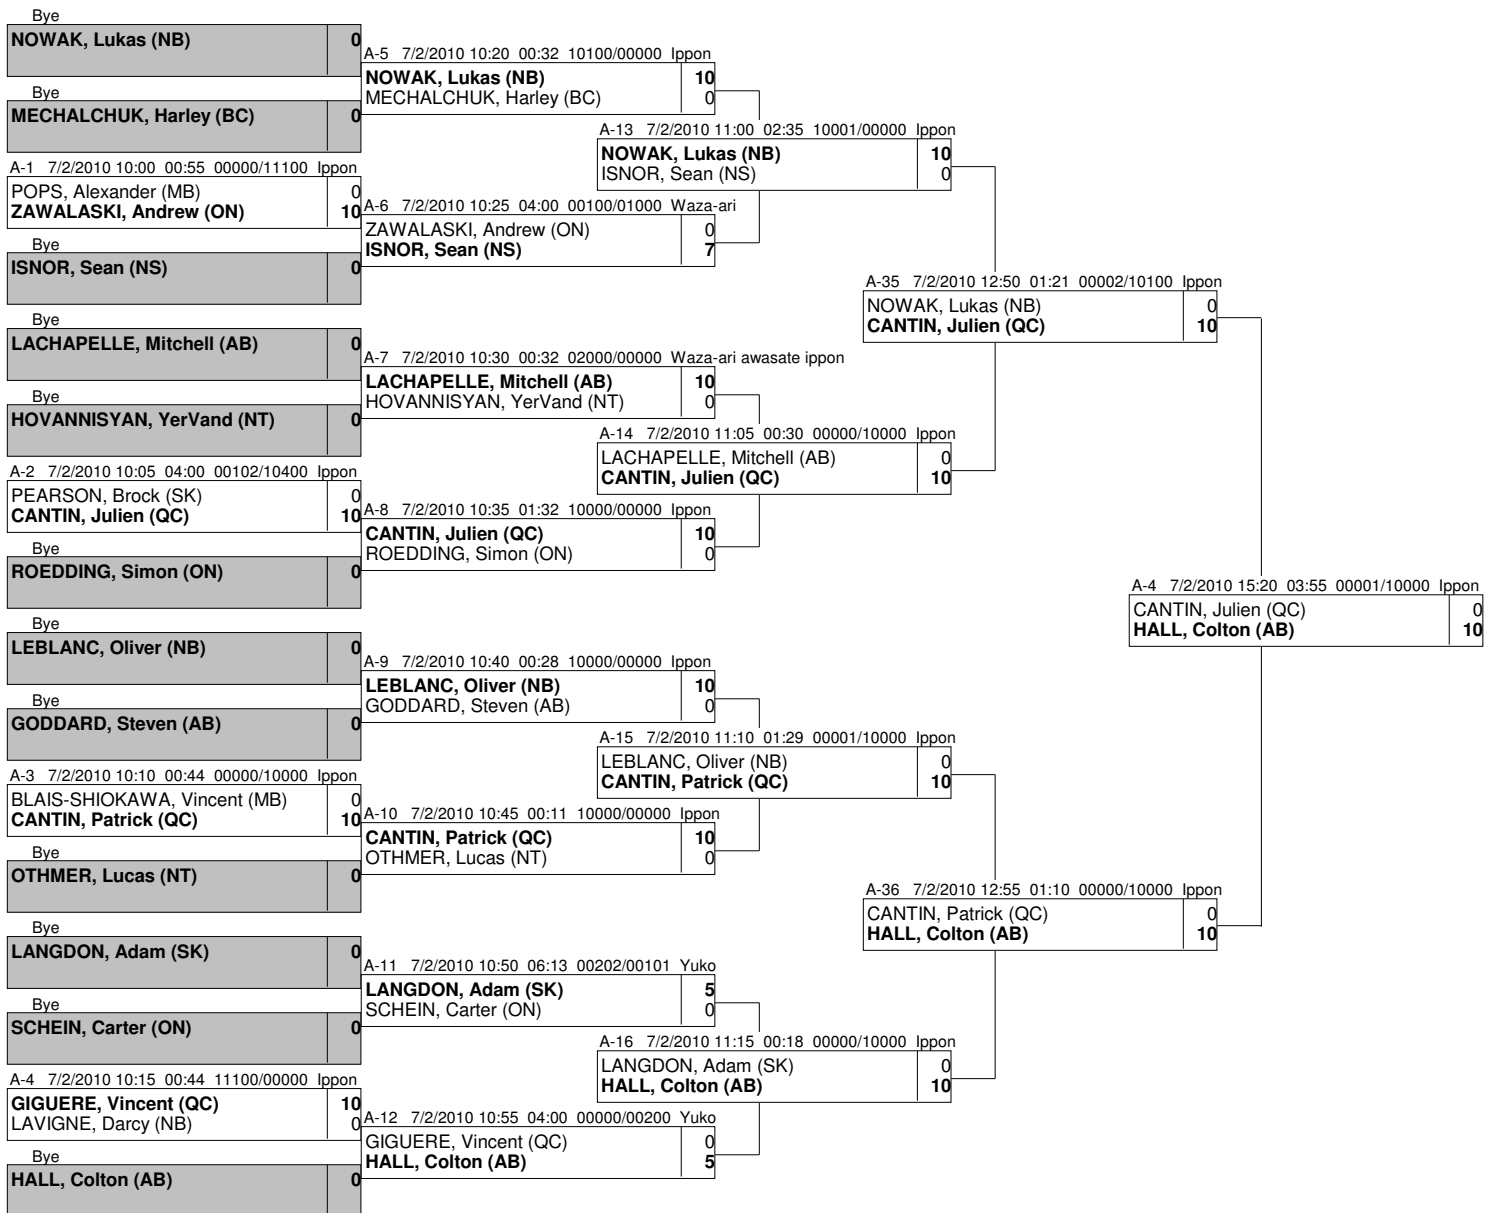 Bye
NOWAK, Lukas (NB) 0
Bye
MECHALCHUK, Harley (BC) 0
A-1 7/2/2010 10:00 00:55 00000/11100 Ippon
POPS, Alexander (MB) 0
ZAWALASKI, Andrew (ON) 10
Bye
ISNOR, Sean (NS) 0
Bye
LACHAPELLE, Mitchell (AB) 0
Bye
HOVANNISYAN, YerVand (NT) 0
A-2 7/2/2010 10:05 04:00 00102/10400 Ippon
PEARSON, Brock (SK) 0
CANTIN, Julien (QC) 10
Bye
ROEDDING, Simon (ON) 0
Bye
LEBLANC, Oliver (NB) 0
Bye
GODDARD, Steven (AB) 0
A-3 7/2/2010 10:10 00:44 00000/10000 Ippon
BLAIS-SHIOKAWA, Vincent (MB) 0
CANTIN, Patrick (QC) 10
Bye
OTHMER, Lucas (NT) 0
Bye
LANGDON, Adam (SK) 0
Bye
SCHEIN, Carter (ON) 0
A-4 7/2/2010 10:15 00:44 11100/00000 Ippon
GIGUERE, Vincent (QC) 10
LAVIGNE, Darcy (NB) 0
Bye
HALL, Colton (AB) 0
A-5 7/2/2010 10:20 00:32 10100/00000 Ippon
NOWAK, Lukas (NB) 10
MECHALCHUK, Harley (BC) 0
A-6 7/2/2010 10:25 04:00 00100/01000 Waza-ari
ZAWALASKI, Andrew (ON) 0
ISNOR, Sean (NS) 7
A-7 7/2/2010 10:30 00:32 02000/00000 Waza-ari awasate ippon
LACHAPELLE, Mitchell (AB) 10
HOVANNISYAN, YerVand (NT) 0
A-8 7/2/2010 10:35 01:32 10000/00000 Ippon
CANTIN, Julien (QC) 10
ROEDDING, Simon (ON) 0
A-9 7/2/2010 10:40 00:28 10000/00000 Ippon
LEBLANC, Oliver (NB) 10
GODDARD, Steven (AB) 0
A-10 7/2/2010 10:45 00:11 10000/00000 Ippon
CANTIN, Patrick (QC) 10
OTHMER, Lucas (NT) 0
A-11 7/2/2010 10:50 06:13 00202/00101 Yuko
LANGDON, Adam (SK) 5
SCHEIN, Carter (ON) 0
A-12 7/2/2010 10:55 04:00 00000/00200 Yuko
GIGUERE, Vincent (QC) 0
HALL, Colton (AB) 5
A-13 7/2/2010 11:00 02:35 10001/00000 Ippon
NOWAK, Lukas (NB) 10
ISNOR, Sean (NS) 0
A-14 7/2/2010 11:05 00:30 00000/10000 Ippon
LACHAPELLE, Mitchell (AB) 0
CANTIN, Julien (QC) 10
A-15 7/2/2010 11:10 01:29 00001/10000 Ippon
LEBLANC, Oliver (NB) 0
CANTIN, Patrick (QC) 10
A-16 7/2/2010 11:15 00:18 00000/10000 Ippon
LANGDON, Adam (SK) 0
HALL, Colton (AB) 10
A-35 7/2/2010 12:50 01:21 00002/10100 Ippon
NOWAK, Lukas (NB) 0
CANTIN, Julien (QC) 10
A-36 7/2/2010 12:55 01:10 00000/10000 Ippon
CANTIN, Patrick (QC) 0
HALL, Colton (AB) 10
A-4 7/2/2010 15:20 03:55 00001/10000 Ippon
CANTIN, Julien (QC) 0
HALL, Colton (AB) 10